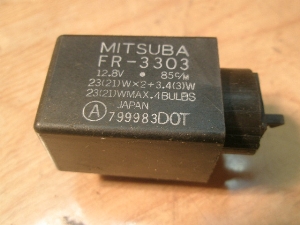 MITSUBA
FR-3303
12.8V • 85C/M
23(21)W×2+3.4(3)W
23(21)WMAX.4BULBS
JAPAN
Ⓐ 799983DOT